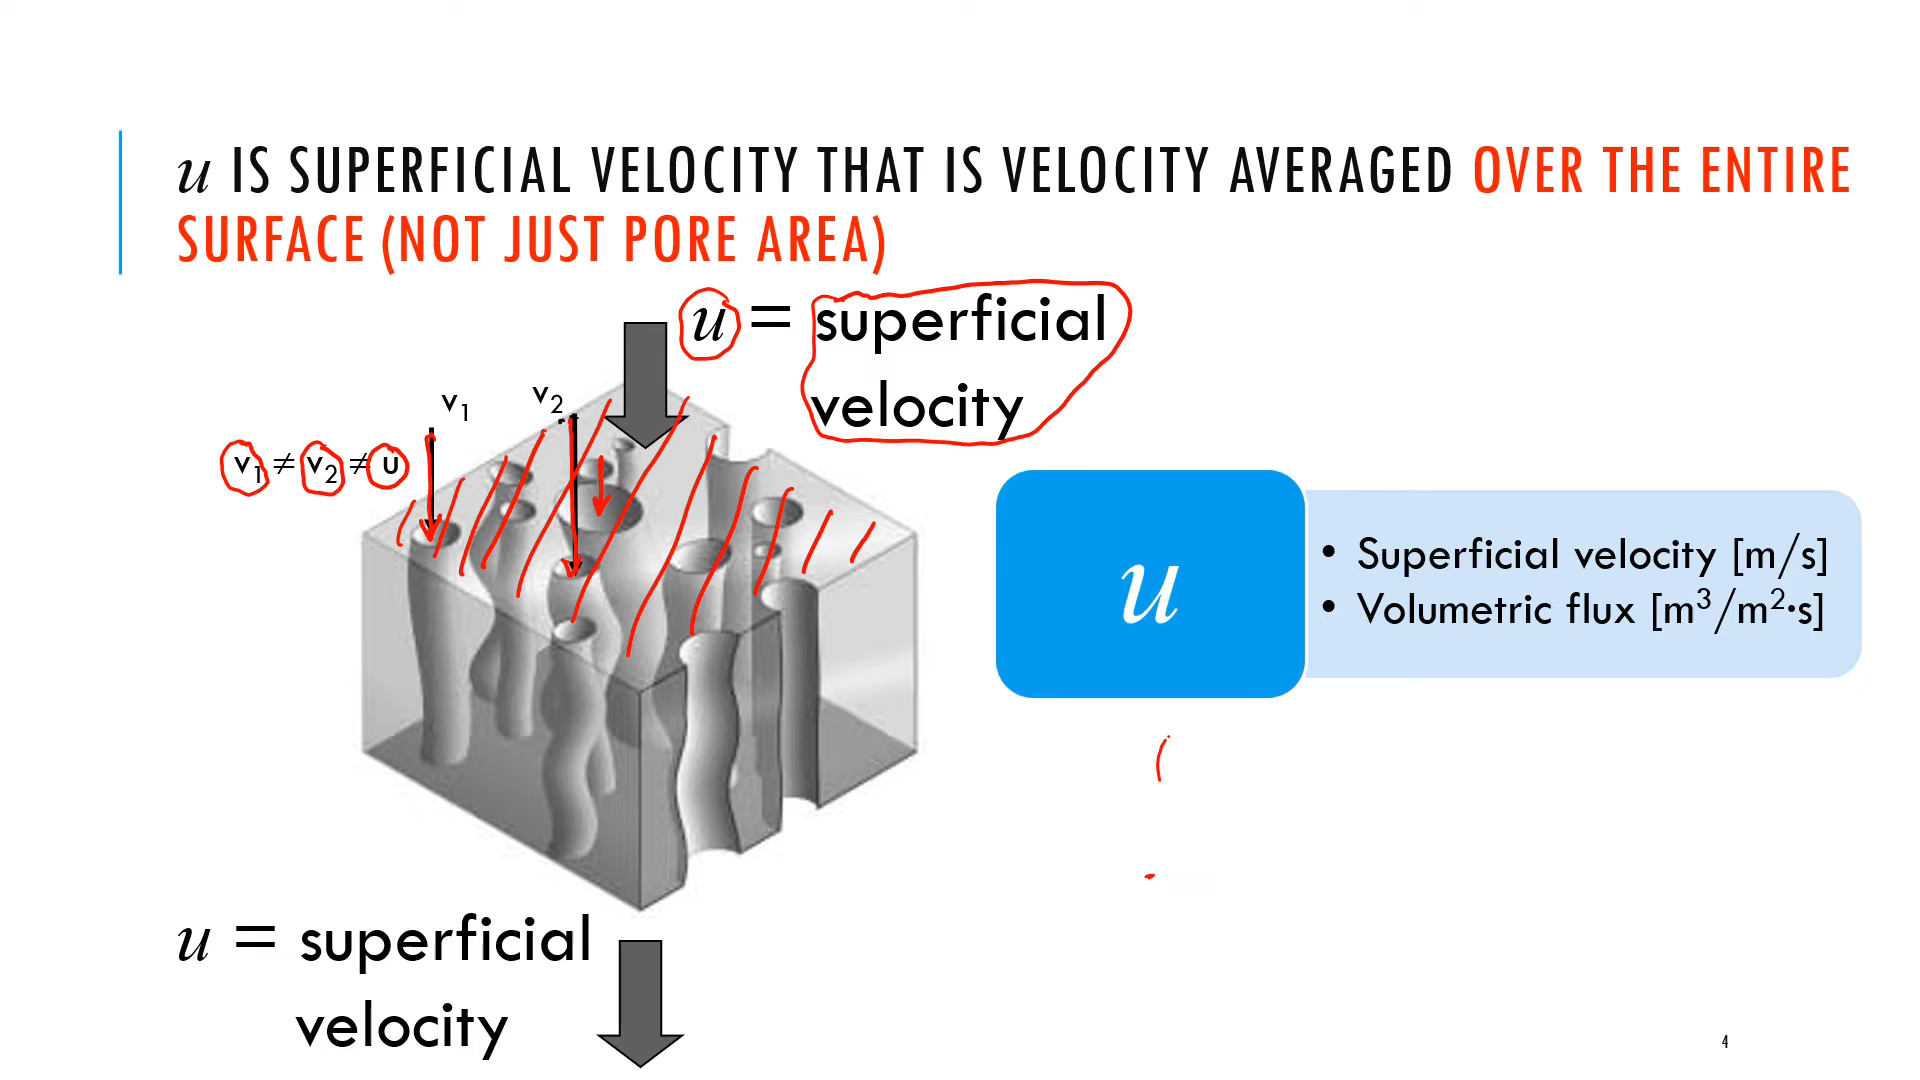 u IS SUPERFICIAL VELOCITY THAT IS VELOCITY AVERAGED OVER THE ENTIRE
SURFACE (NOT JUST PORE AREA)
u = superficial
velocity
v₁
v₂
v₁ ≠ v₂ ≠ u
u
• Superficial velocity [m/s]
• Volumetric flux [m³/m²·s]
u = superficial
velocity
4